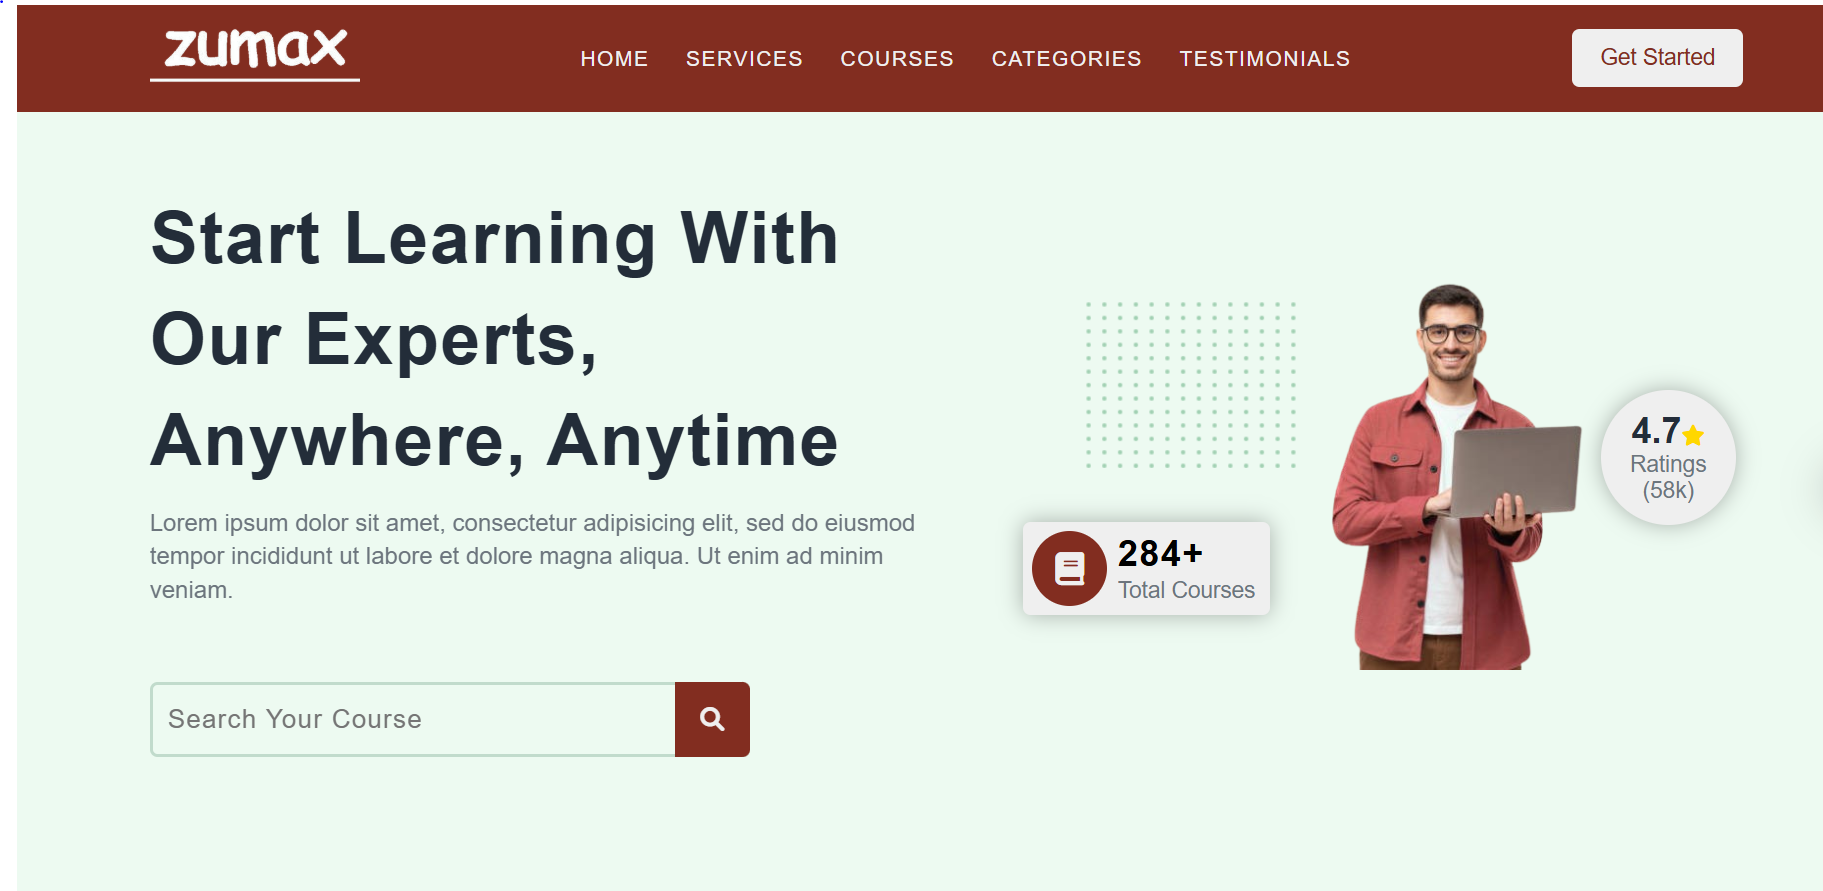 zumax
HOME SERVICES COURSES CATEGORIES TESTIMONIALS
Get Started
Start Learning With
Our Experts,
Anywhere, Anytime
Lorem ipsum dolor sit amet, consectetur adipisicing elit, sed do eiusmod
tempor incididunt ut labore et dolore magna aliqua. Ut enim ad minim
veniam.
Search Your Course
284+
Total Courses
4.7
Ratings
(58k)